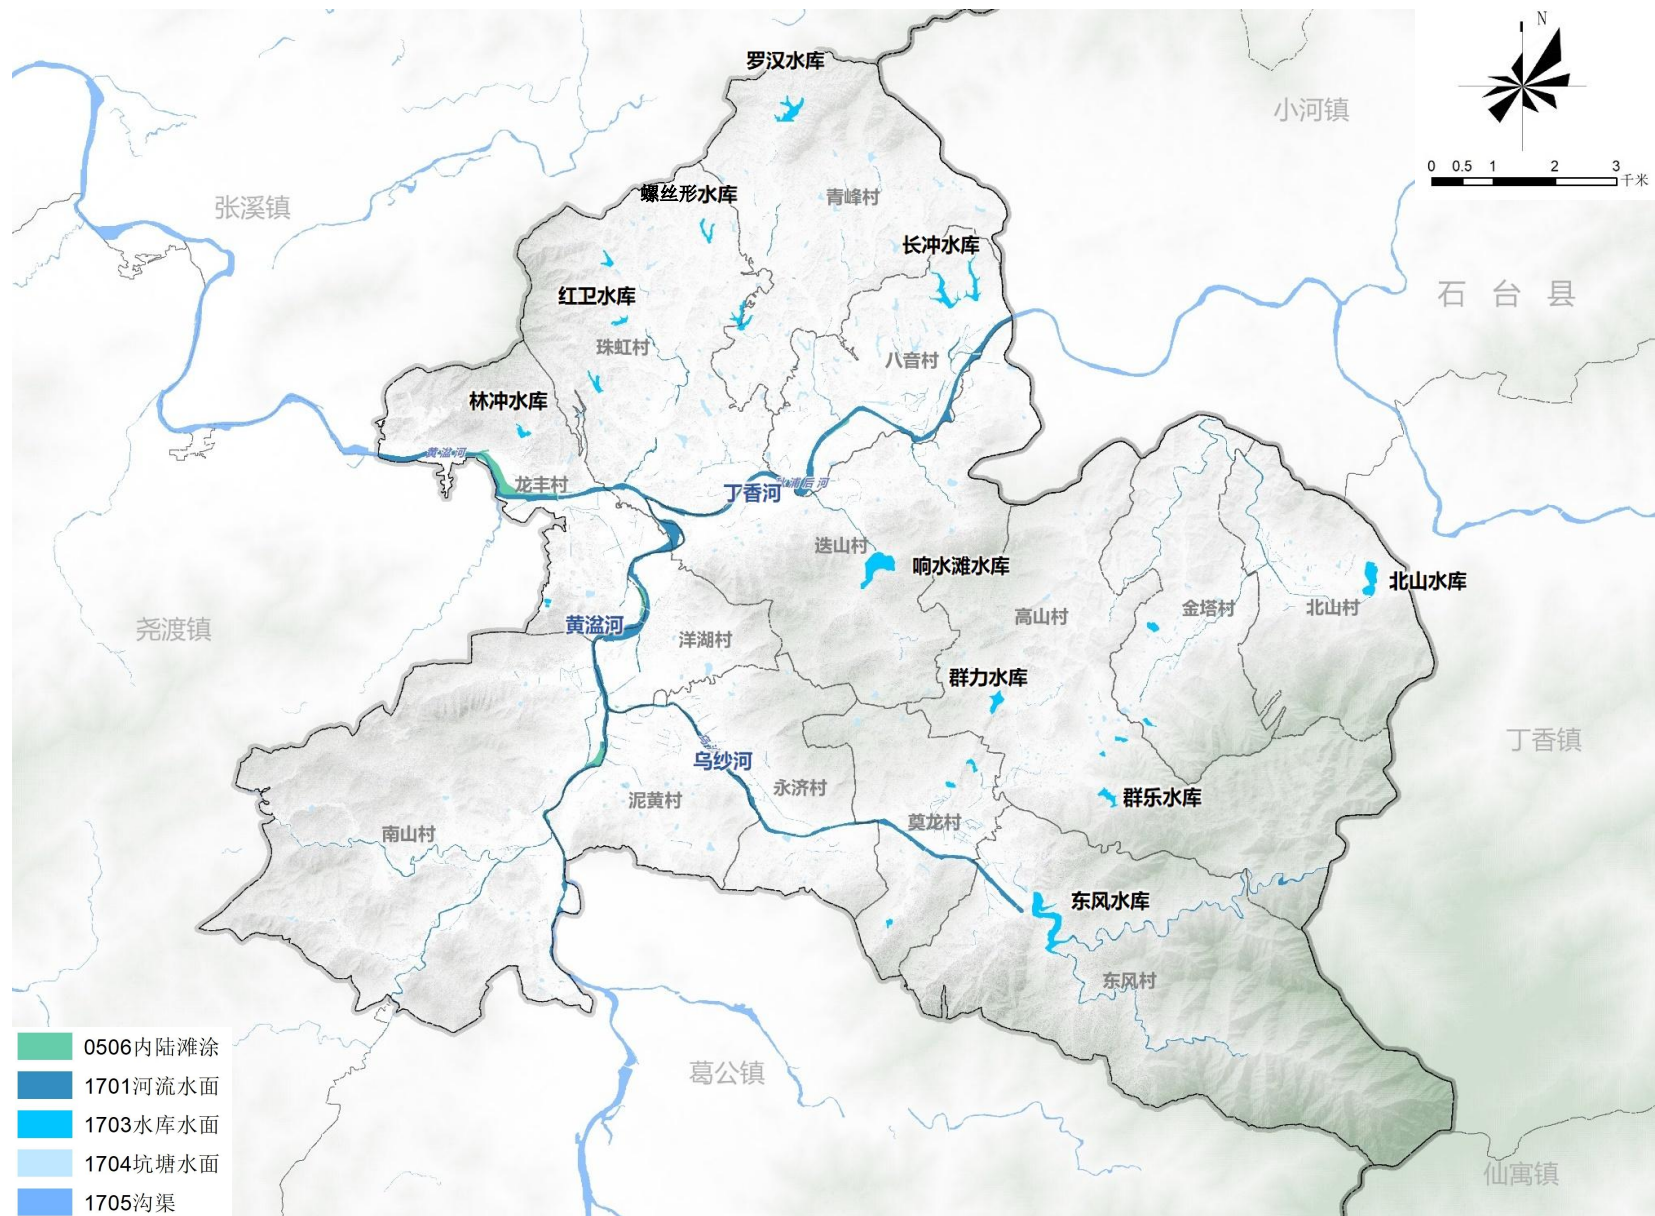 罗汉水库
N
小河镇
0 0.5 1 2 3
千米
螺丝形水库
青峰村
张溪镇
长冲水库
石台县
红卫水库
珠虹村
八音村
林冲水库
黄湓河
龙丰村
丁香河
秋浦后河
迭山村
响水滩水库
北山水库
高山村
金塔村
北山村
尧渡镇
黄湓河
洋湖村
群力水库
乌纱河
丁香镇
泥黄村
永济村
群乐水库
奠龙村
南山村
东风水库
东风村
葛公镇
仙寓镇
0506内陆滩涂
1701河流水面
1703水库水面
1704坑塘水面
1705沟渠